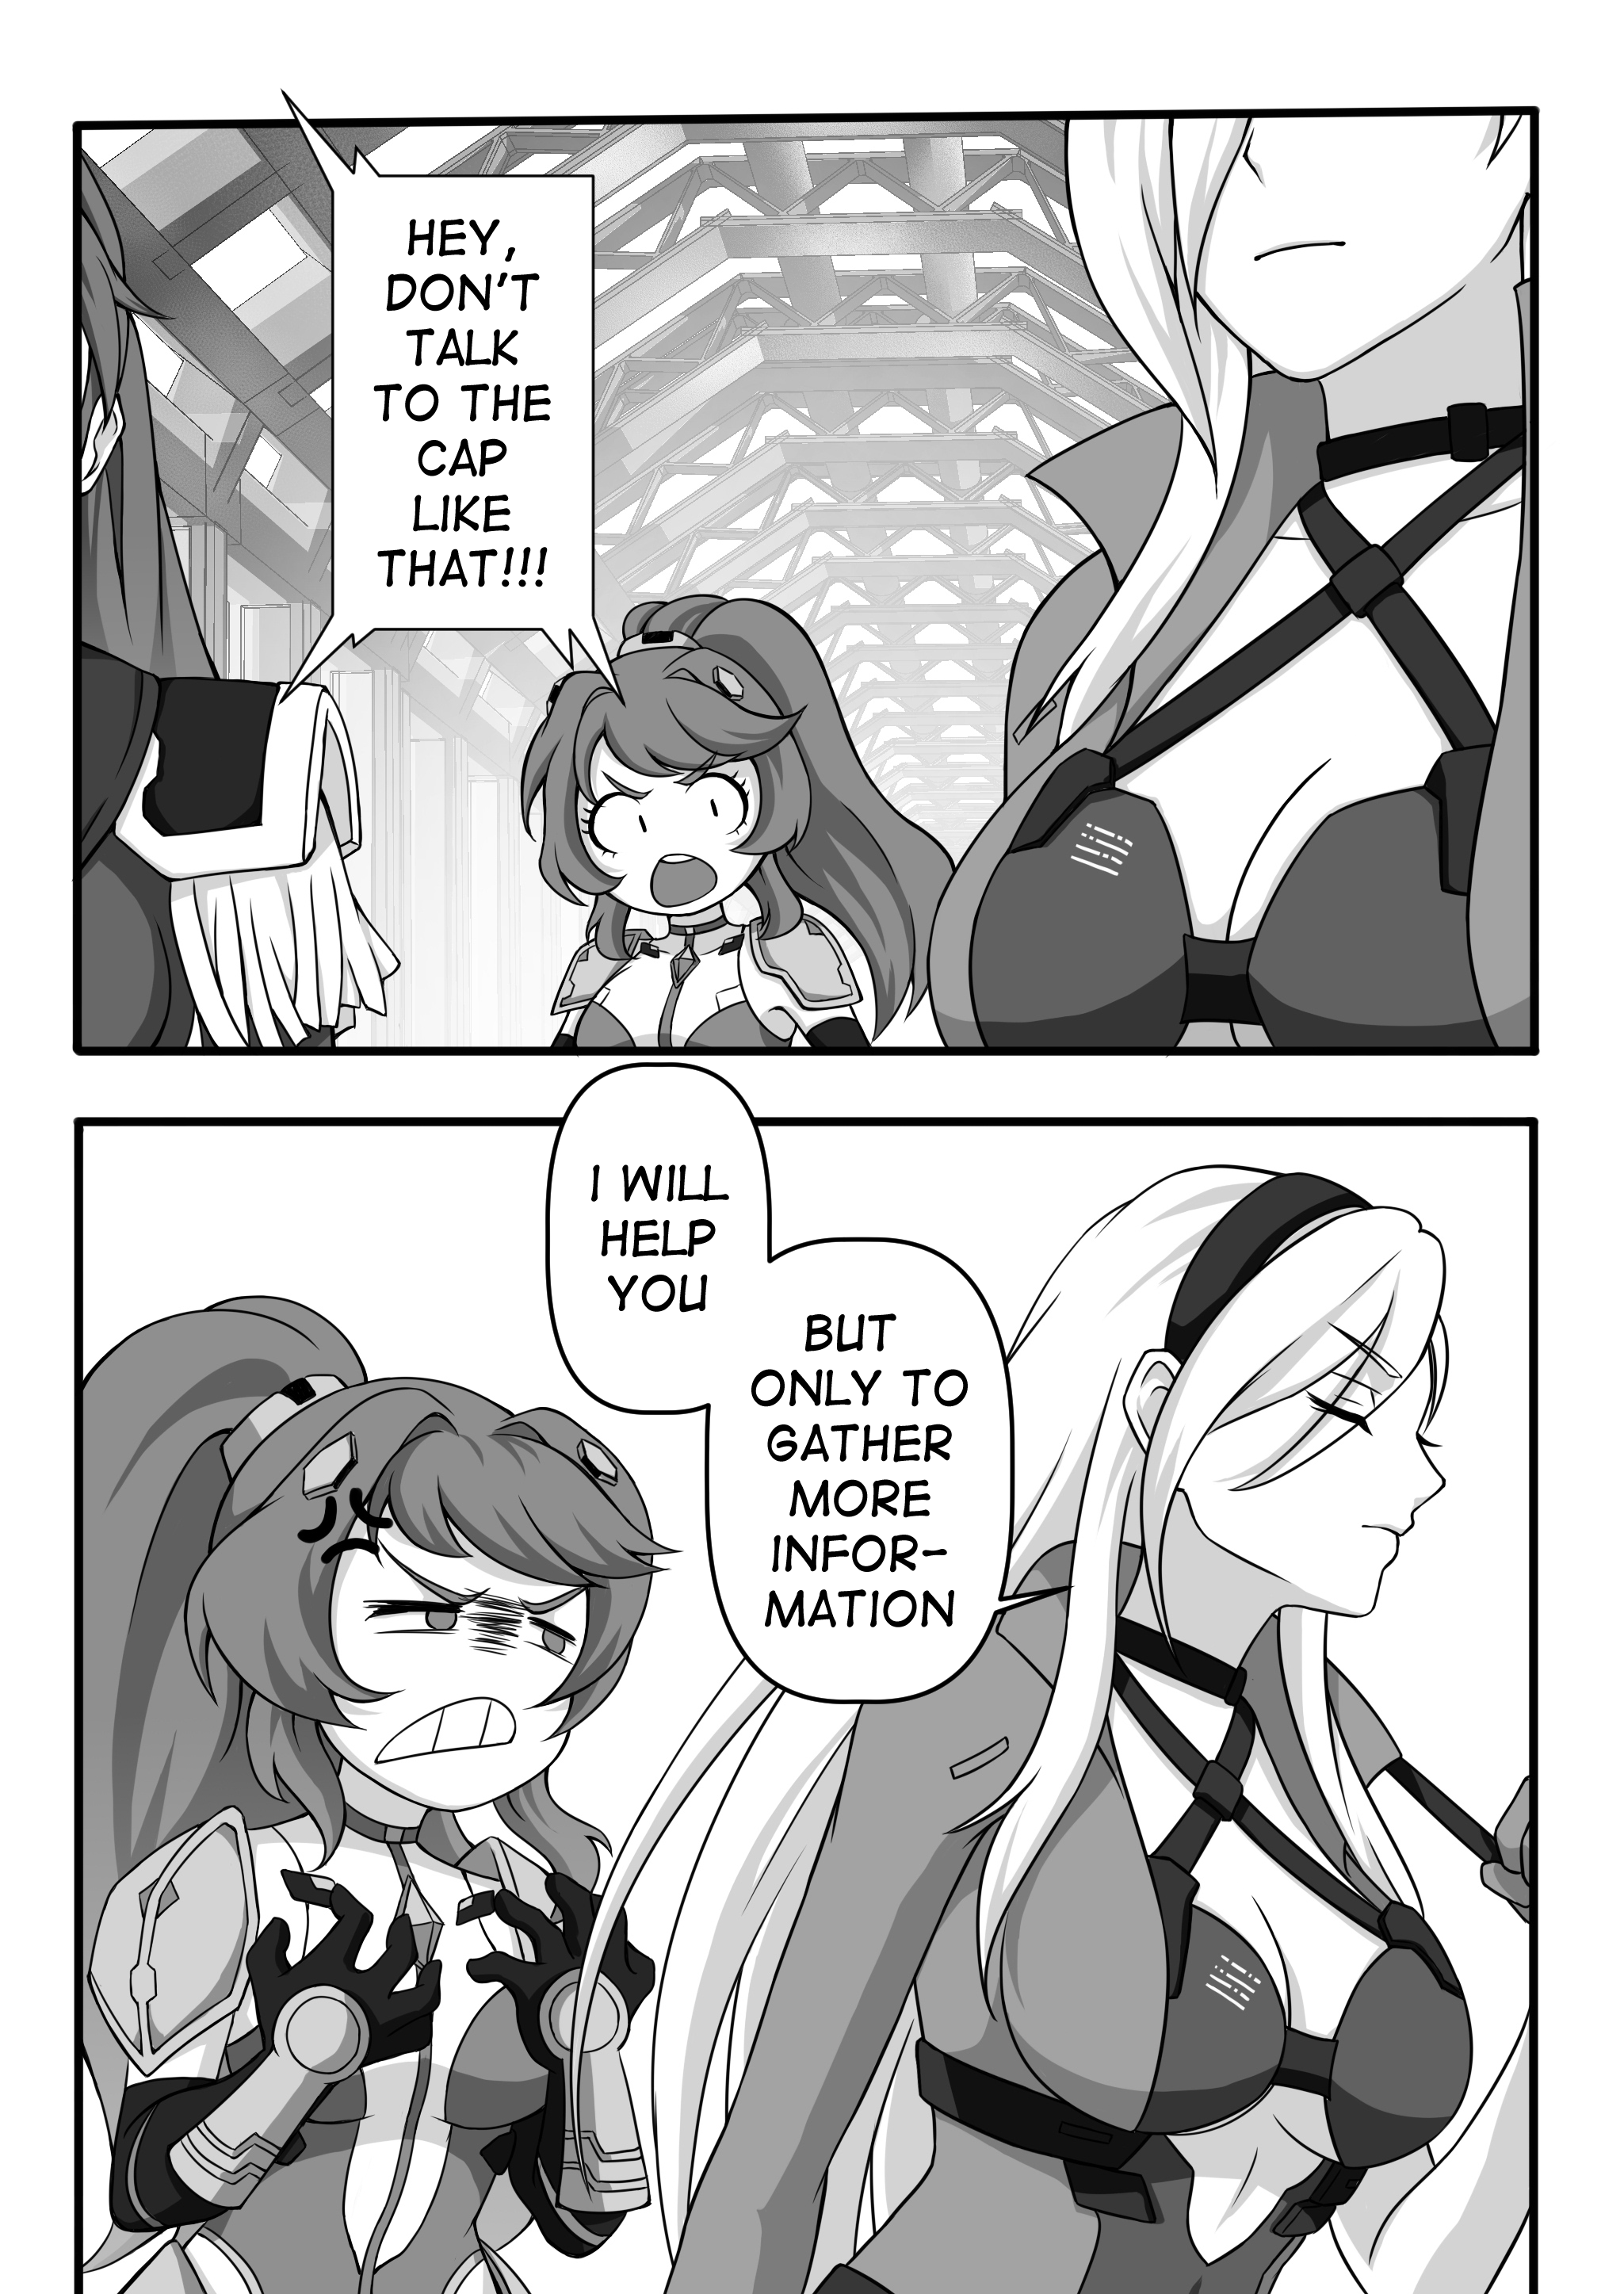 HEY,
DON'T
TALK
TO THE
CAP
LIKE
THAT!!!
I WILL
HELP
YOU
BUT
ONLY TO
GATHER
MORE
INFOR-
MATION